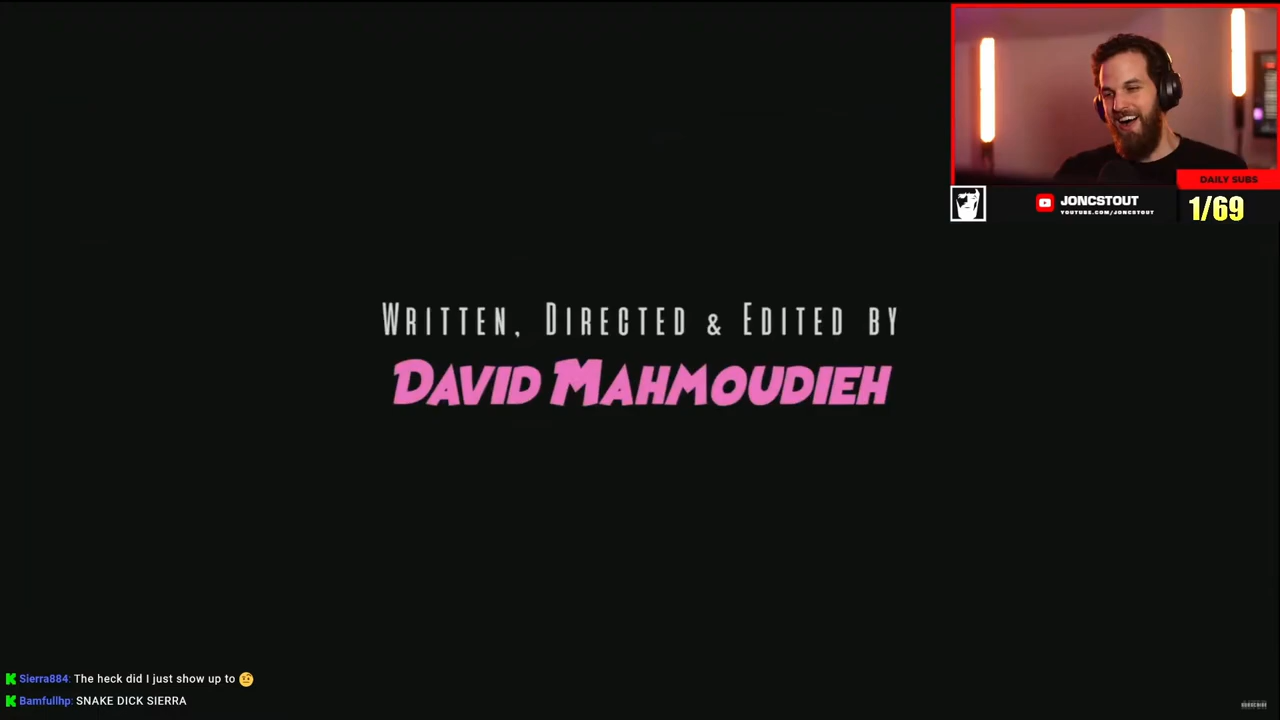 DAILY SUBS
JONCSTOUT
YOUTUBE.COM/JONCSTOUT
1/69
WRITTEN, DIRECTED & EDITED BY
DAVID MAHMOUDIEH
Sierra884: The heck did I just show up to 🤨
Bamfullhp: SNAKE DICK SIERRA